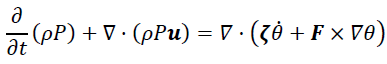 ∂/∂t (ρP) + ∇ · (ρPu) = ∇ · (ζθ̇ + F × ∇θ)